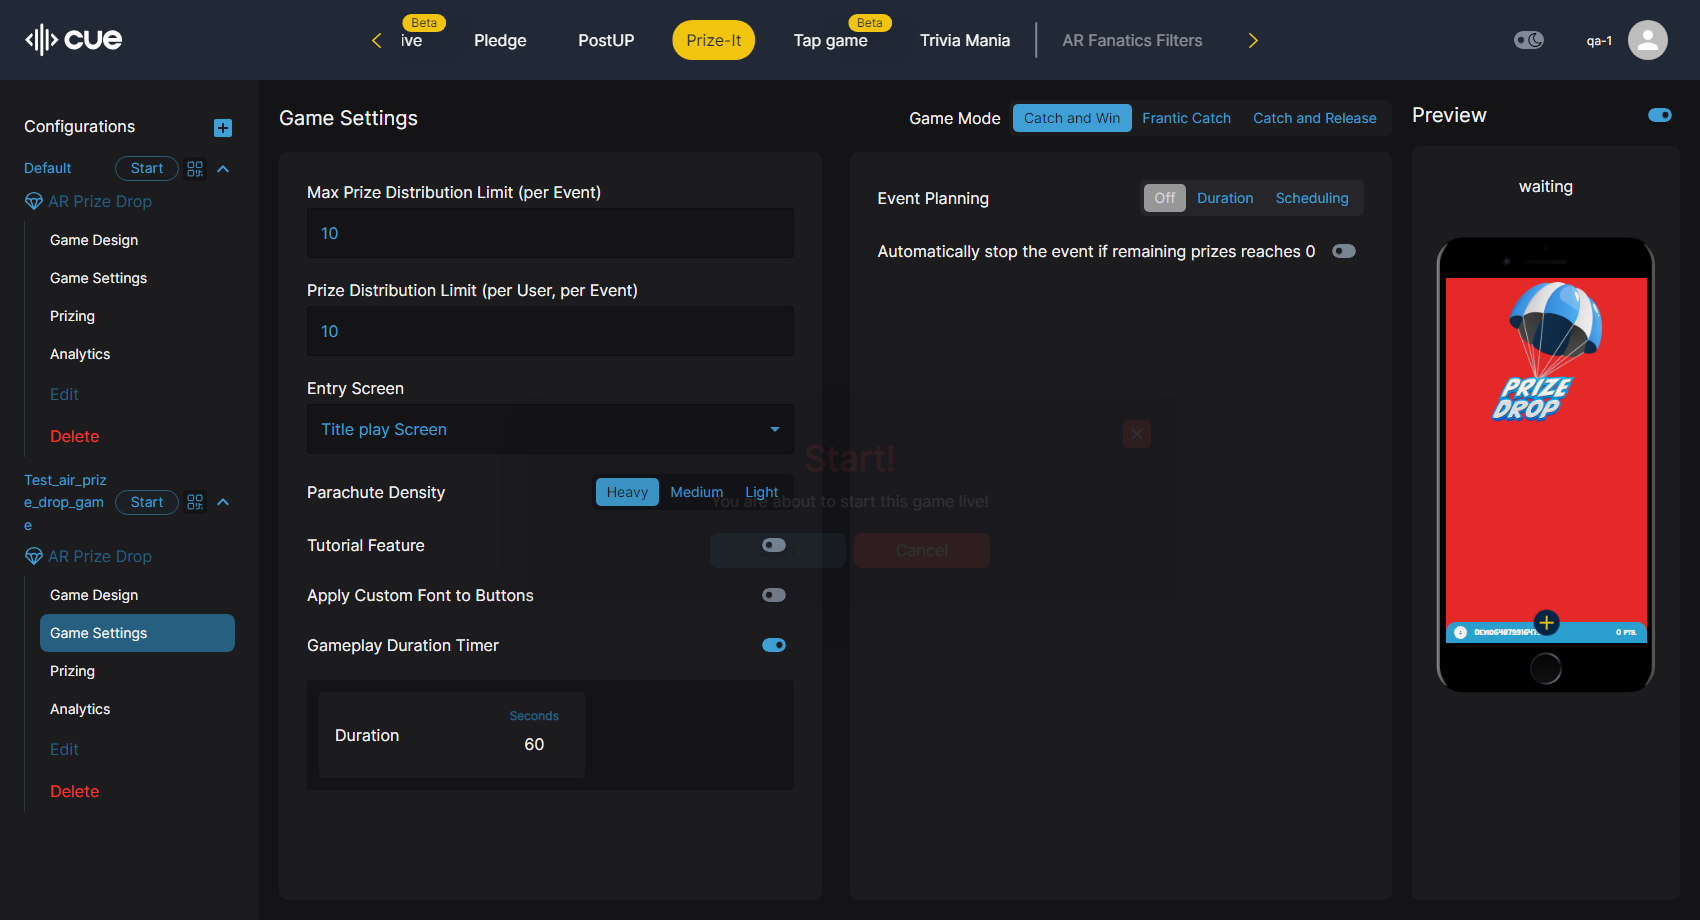 cue
ive
Beta
Pledge
PostUP
Prize-It
Tap game
Beta
Trivia Mania
AR Fanatics Filters
qa-1
Configurations
Default
Start
AR Prize Drop
Game Design
Game Settings
Prizing
Analytics
Edit
Delete
Test_air_priz
e_drop_gam
e
Start
AR Prize Drop
Game Design
Game Settings
Prizing
Analytics
Edit
Delete
Game Settings
Game Mode
Catch and Win
Frantic Catch
Catch and Release
Max Prize Distribution Limit (per Event)
10
Prize Distribution Limit (per User, per Event)
10
Entry Screen
Title play Screen
Parachute Density
Heavy
Medium
Light
Tutorial Feature
Apply Custom Font to Buttons
Gameplay Duration Timer
Duration
Seconds
60
Event Planning
Off
Duration
Scheduling
Automatically stop the event if remaining prizes reaches 0
Start!
You are about to start this game live!
Cancel
Preview
waiting
PRIZE
DROP
0 PTS.